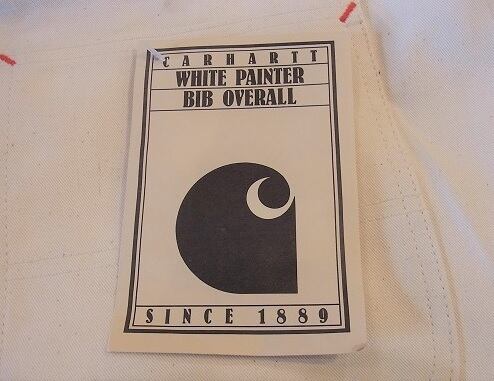 CARHARTT
WHITE PAINTER
BIB OVERALL
SINCE 1889